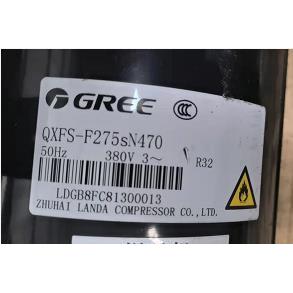 GREE
QXFS-F275sN470
50Hz 380V 3~ R32
LDGB8FC81300013
ZHUHAI LANDA COMPRESSOR CO.,LTD.